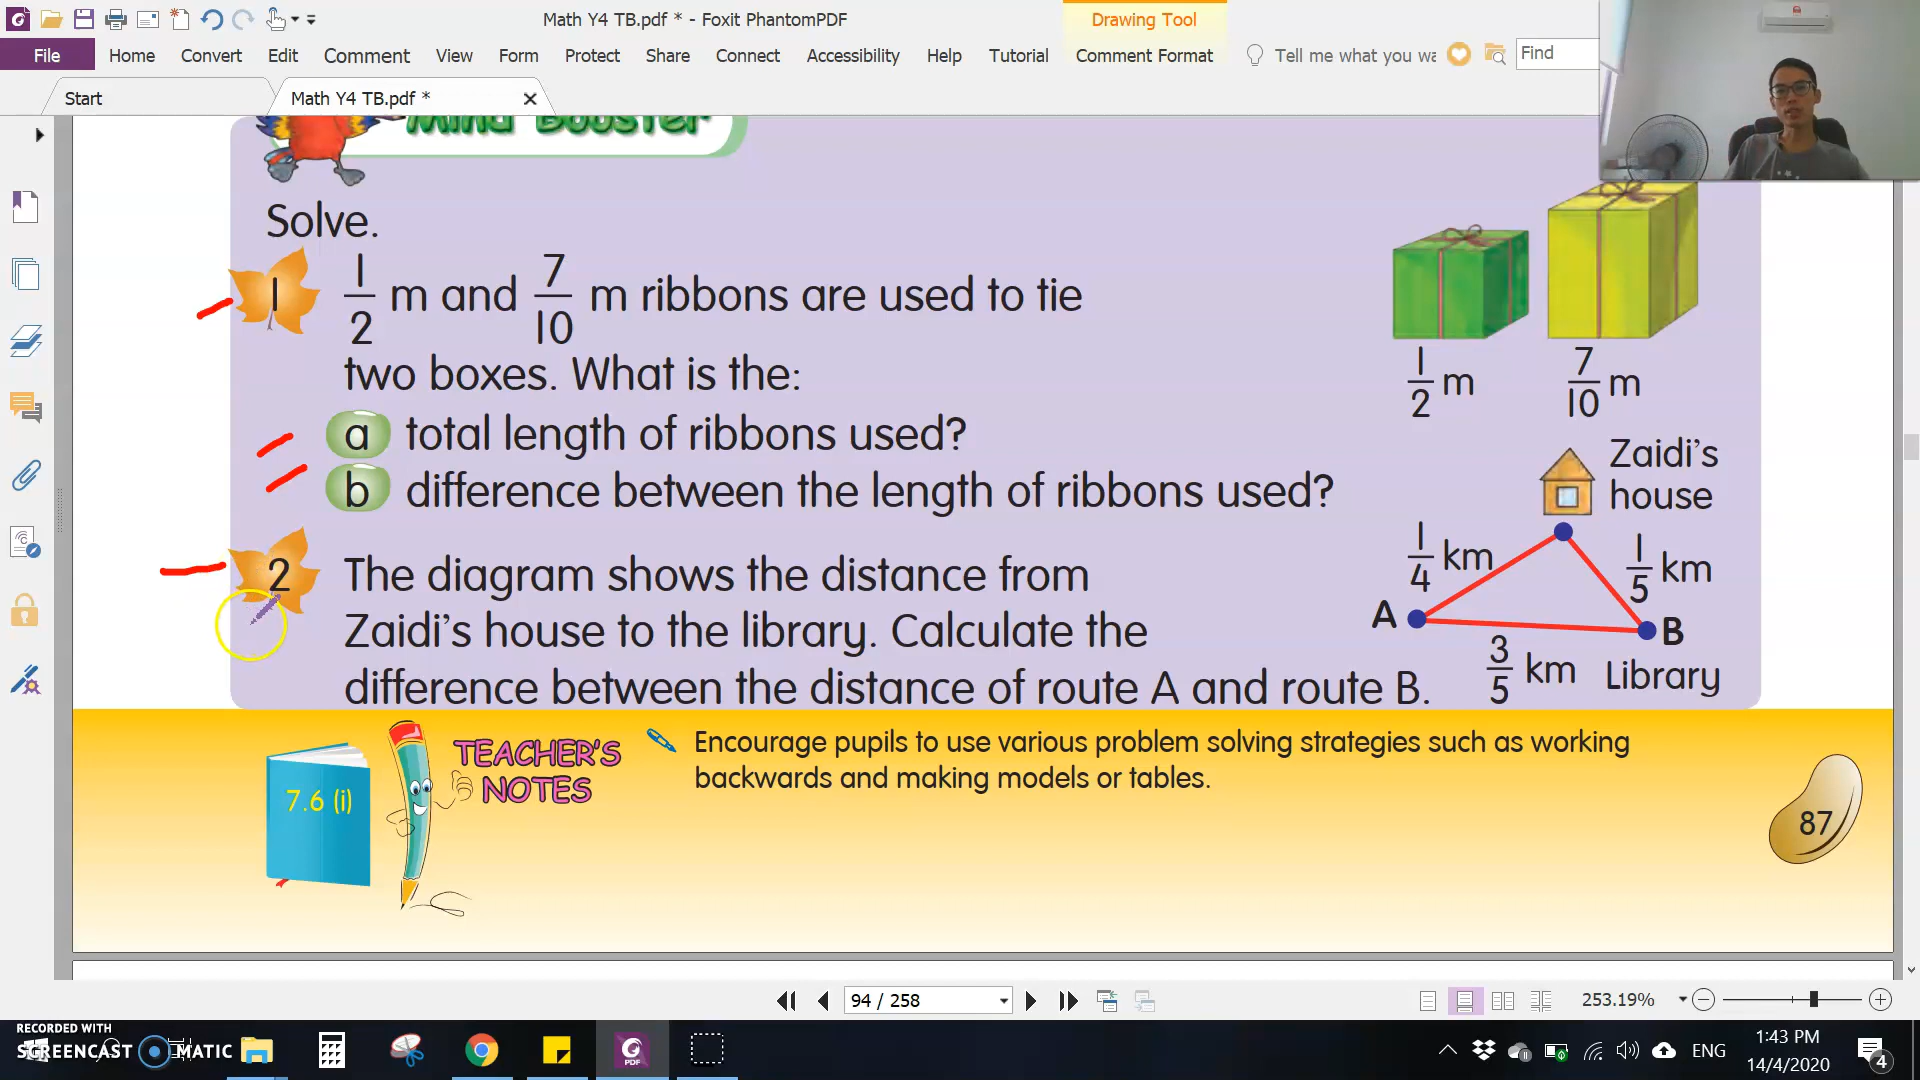 Math Y4 TB.pdf * - Foxit PhantomPDF
Drawing Tool
File Home Convert Edit Comment View Form Protect Share Connect Accessibility Help Tutorial Comment Format
Tell me what you wa
Find
Start
Math Y4 TB.pdf *
Mind Booster
Solve.
1 1/2 m and 7/10 m ribbons are used to tie
two boxes. What is the:
a total length of ribbons used?
b difference between the length of ribbons used?
1/2 m
7/10 m
2 The diagram shows the distance from
Zaidi's house to the library. Calculate the
difference between the distance of route A and route B.
Zaidi's
house
1/4 km
1/5 km
A
B
3/5 km
Library
7.6 (i)
TEACHER'S
NOTES
Encourage pupils to use various problem solving strategies such as working
backwards and making models or tables.
87
94 / 258
253.19%
RECORDED WITH
SCREENCAST MATIC
PDF
ENG
1:43 PM
14/4/2020
4